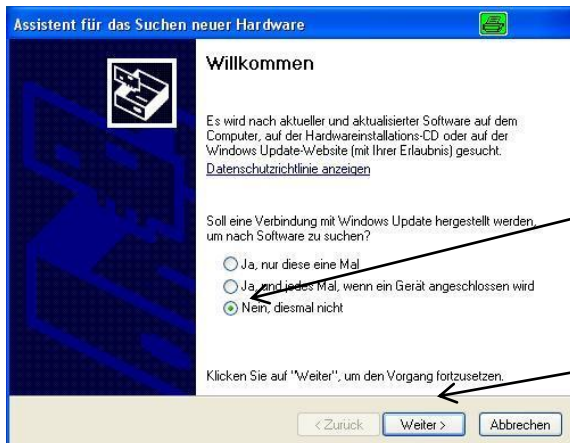 Assistent für das Suchen neuer Hardware
Willkommen
Es wird nach aktueller und aktualisierter Software auf dem
Computer, auf der Hardwareinstallations-CD oder auf der
Windows Update-Website (mit Ihrer Erlaubnis) gesucht.
Datenschutzrichtlinie anzeigen
Soll eine Verbindung mit Windows Update hergestellt werden,
um nach Software zu suchen?
Ja, nur diese eine Mal
Ja, und jedes Mal, wenn ein Gerät angeschlossen wird
Nein, diesmal nicht
Klicken Sie auf "Weiter", um den Vorgang fortzusetzen.
< Zurück Weiter > Abbrechen